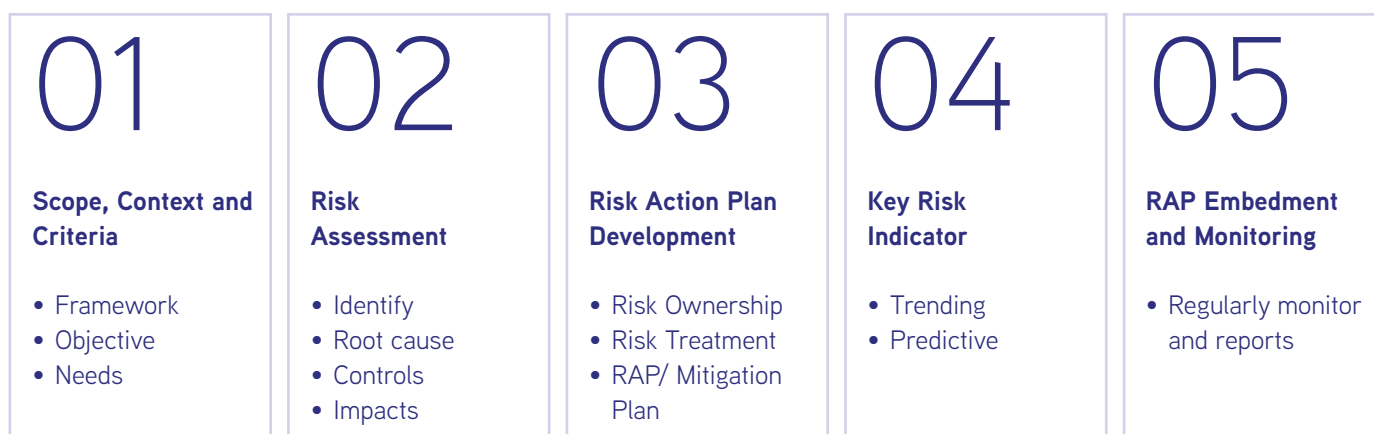 01
Scope, Context and
Criteria
• Framework
• Objective
• Needs
02
Risk
Assessment
• Identify
• Root cause
• Controls
• Impacts
03
Risk Action Plan
Development
• Risk Ownership
• Risk Treatment
• RAP/ Mitigation
Plan
04
Key Risk
Indicator
• Trending
• Predictive
05
RAP Embedment
and Monitoring
• Regularly monitor
and reports